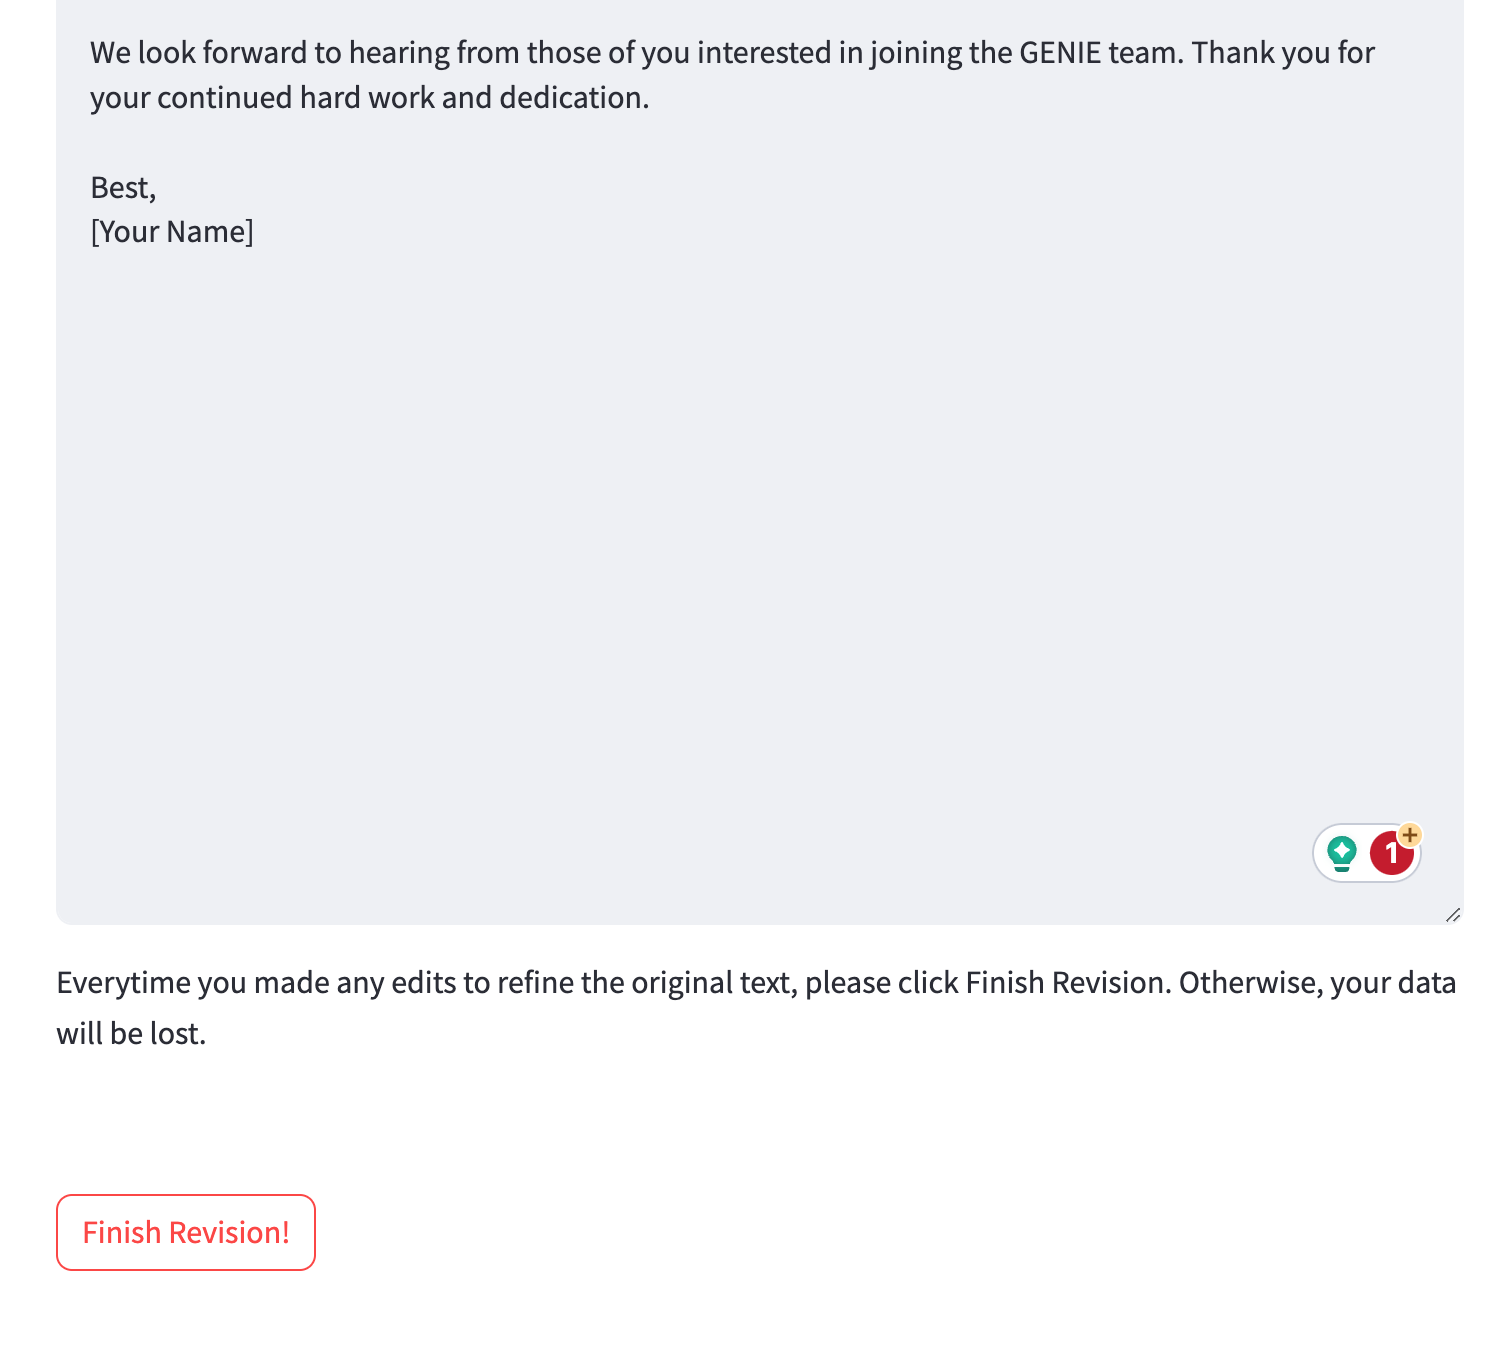 We look forward to hearing from those of you interested in joining the GENIE team. Thank you for
your continued hard work and dedication.
Best,
[Your Name]
1
+
Everytime you made any edits to refine the original text, please click Finish Revision. Otherwise, your data
will be lost.
Finish Revision!